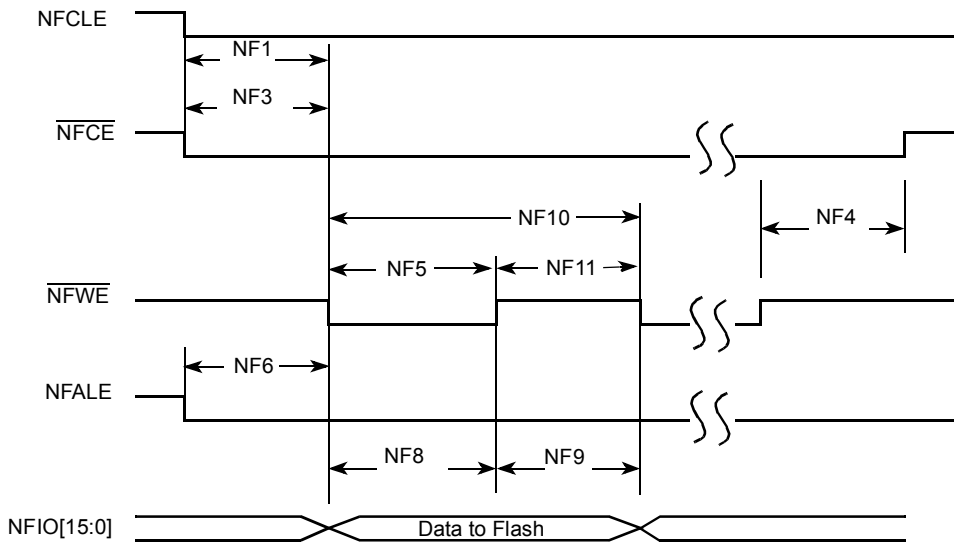 NFCLE
NF1
NF3
NFCE
NF10
NF4
NF5
NF11
NFWE
NF6
NFALE
NF8
NF9
NFIO[15:0]
Data to Flash